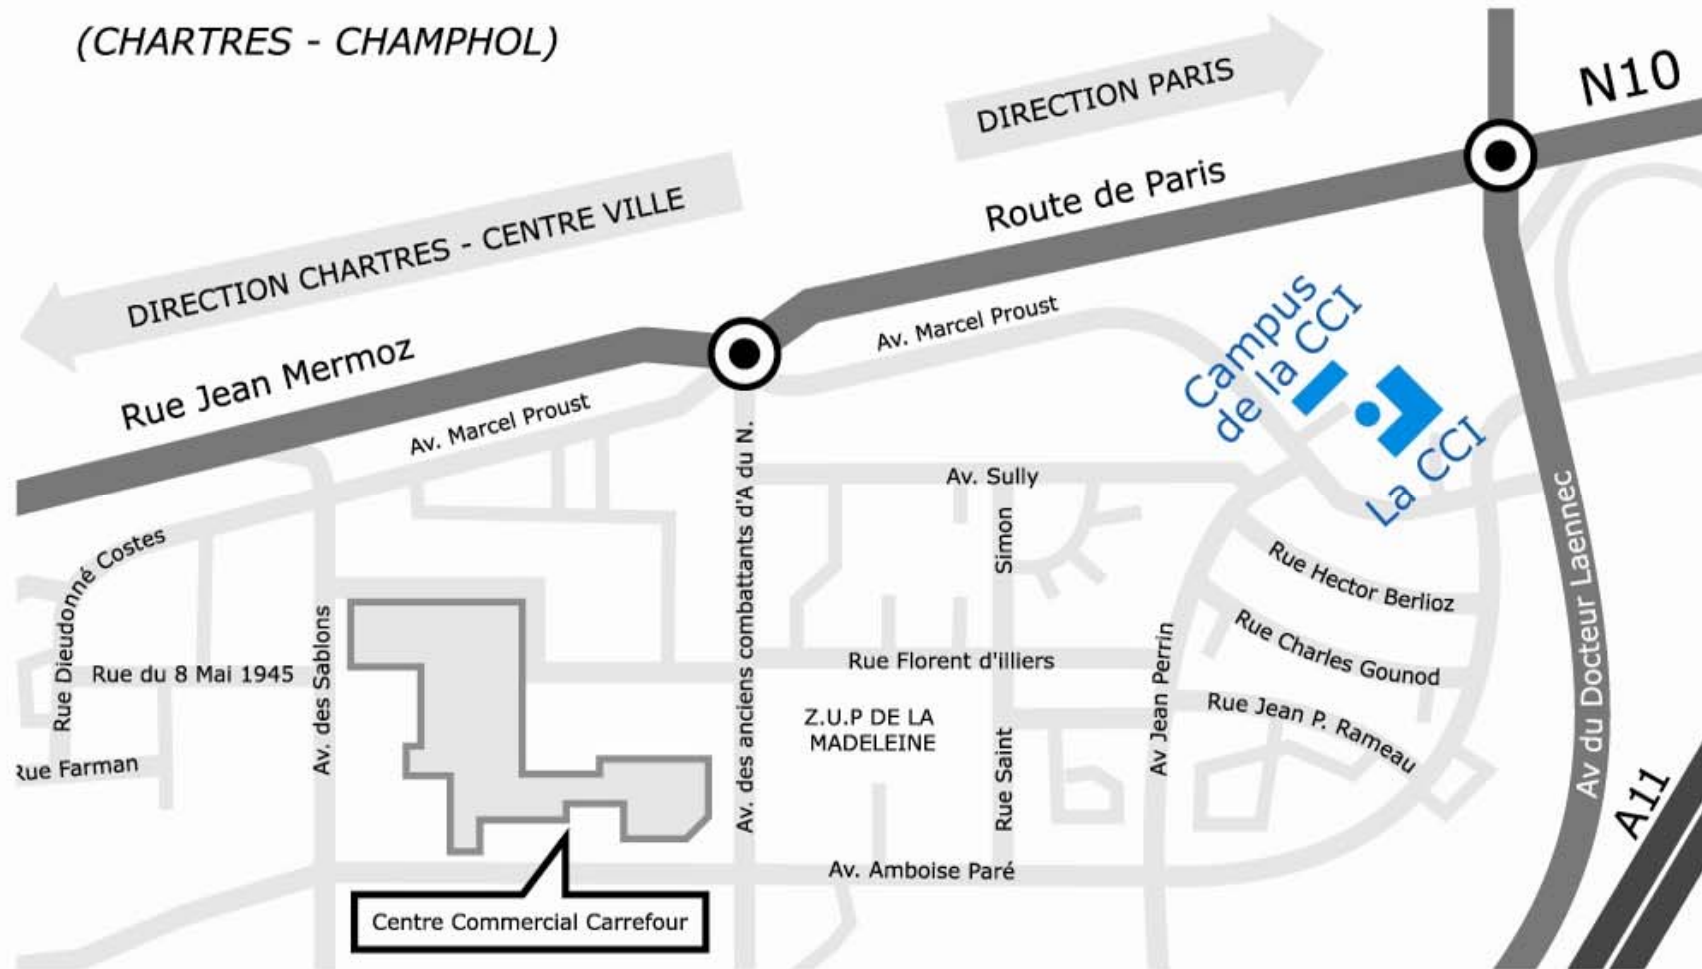 (CHARTRES - CHAMPHOL)
DIRECTION PARIS
N10
DIRECTION CHARTRES - CENTRE VILLE
Route de Paris
Rue Jean Mermoz
Av. Marcel Proust
Av. Marcel Proust
Campus
de la CCI
La CCI
Av. Sully
Rue Dieudonné Costes
Av. des Sablons
Av. des anciens combattants d'A du N.
Rue Saint Simon
Rue Hector Berlioz
Rue Charles Gounod
Rue Jean P. Rameau
Av du Docteur Laennec
Rue du 8 Mai 1945
Rue Florent d'illiers
Av Jean Perrin
Z.U.P DE LA
MADELEINE
Rue Farman
A11
Av. Amboise Paré
Centre Commercial Carrefour